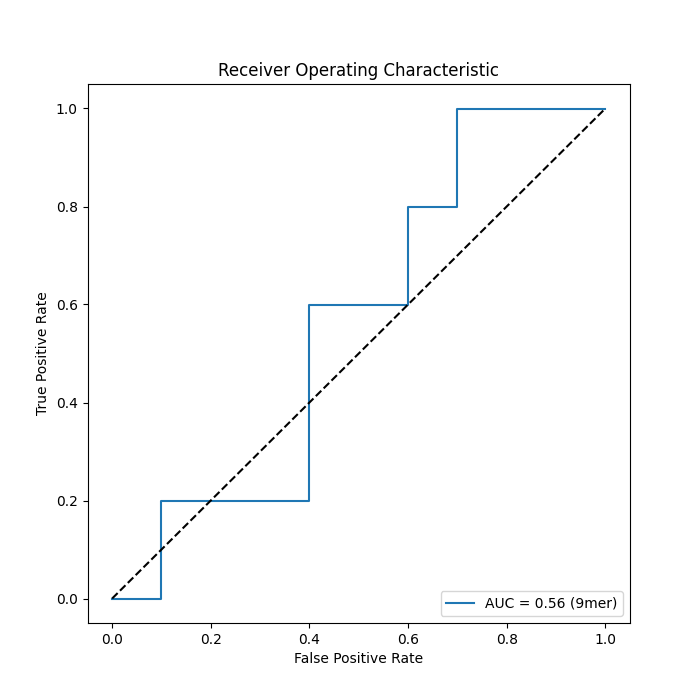 Receiver Operating Characteristic
True Positive Rate
1.0
0.8
0.6
0.4
0.2
0.0
AUC = 0.56 (9mer)
0.0 0.2 0.4 0.6 0.8 1.0
False Positive Rate